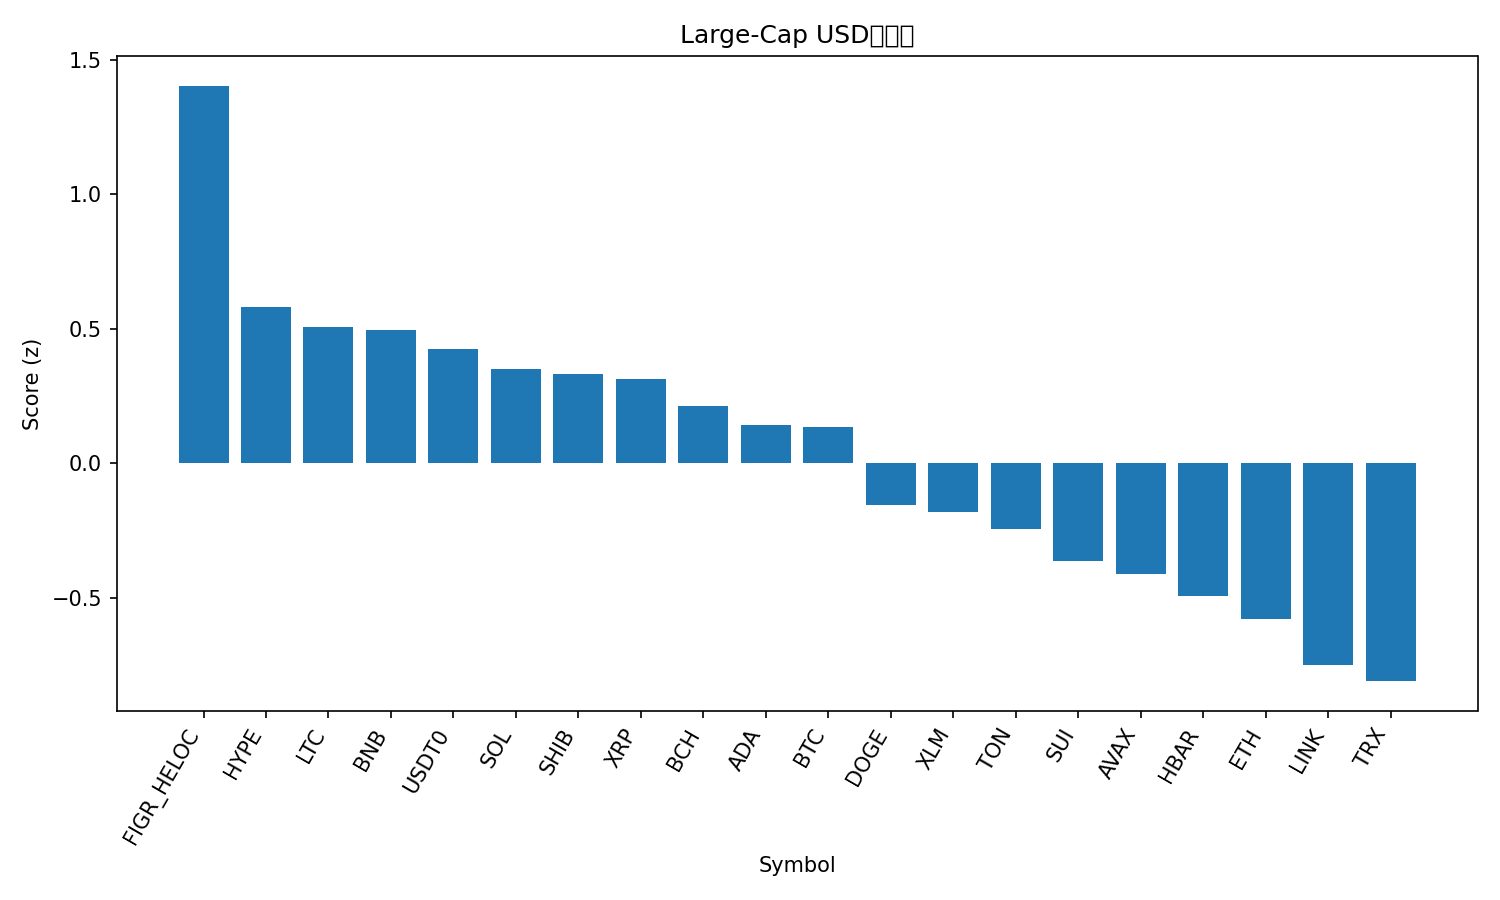 Large-Cap USD
1.5
1.0
0.5
0.0
−0.5
Score (z)
FIGR_HELOC
HYPE
LTC
BNB
USDT0
SOL
SHIB
XRP
BCH
ADA
BTC
DOGE
XLM
TON
SUI
AVAX
HBAR
ETH
LINK
TRX
Symbol